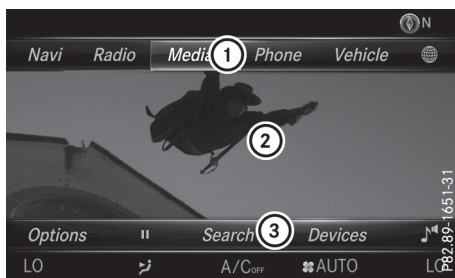 N
Navi Radio Media Phone Vehicle
1
2
3
Options Search Devices
LO A/C OFF AUTO LO
P82.89-1651-31